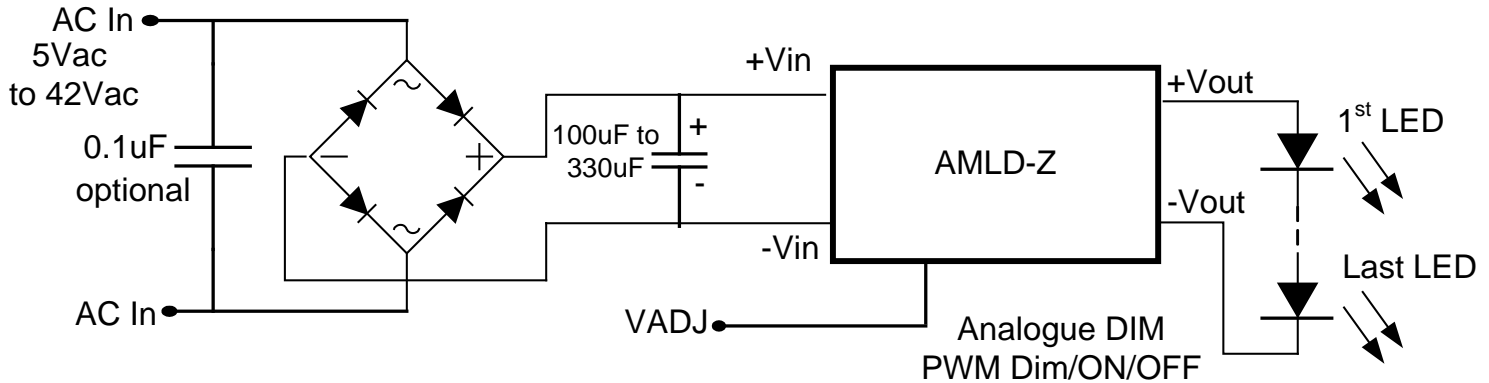 AC In
5Vac
to 42Vac
0.1uF
optional
AC In
~
−
+
~
100uF to
330uF
+
-
+Vin
-Vin
AMLD-Z
VADJ
Analogue DIM
PWM Dim/ON/OFF
+Vout
-Vout
1st LED
Last LED